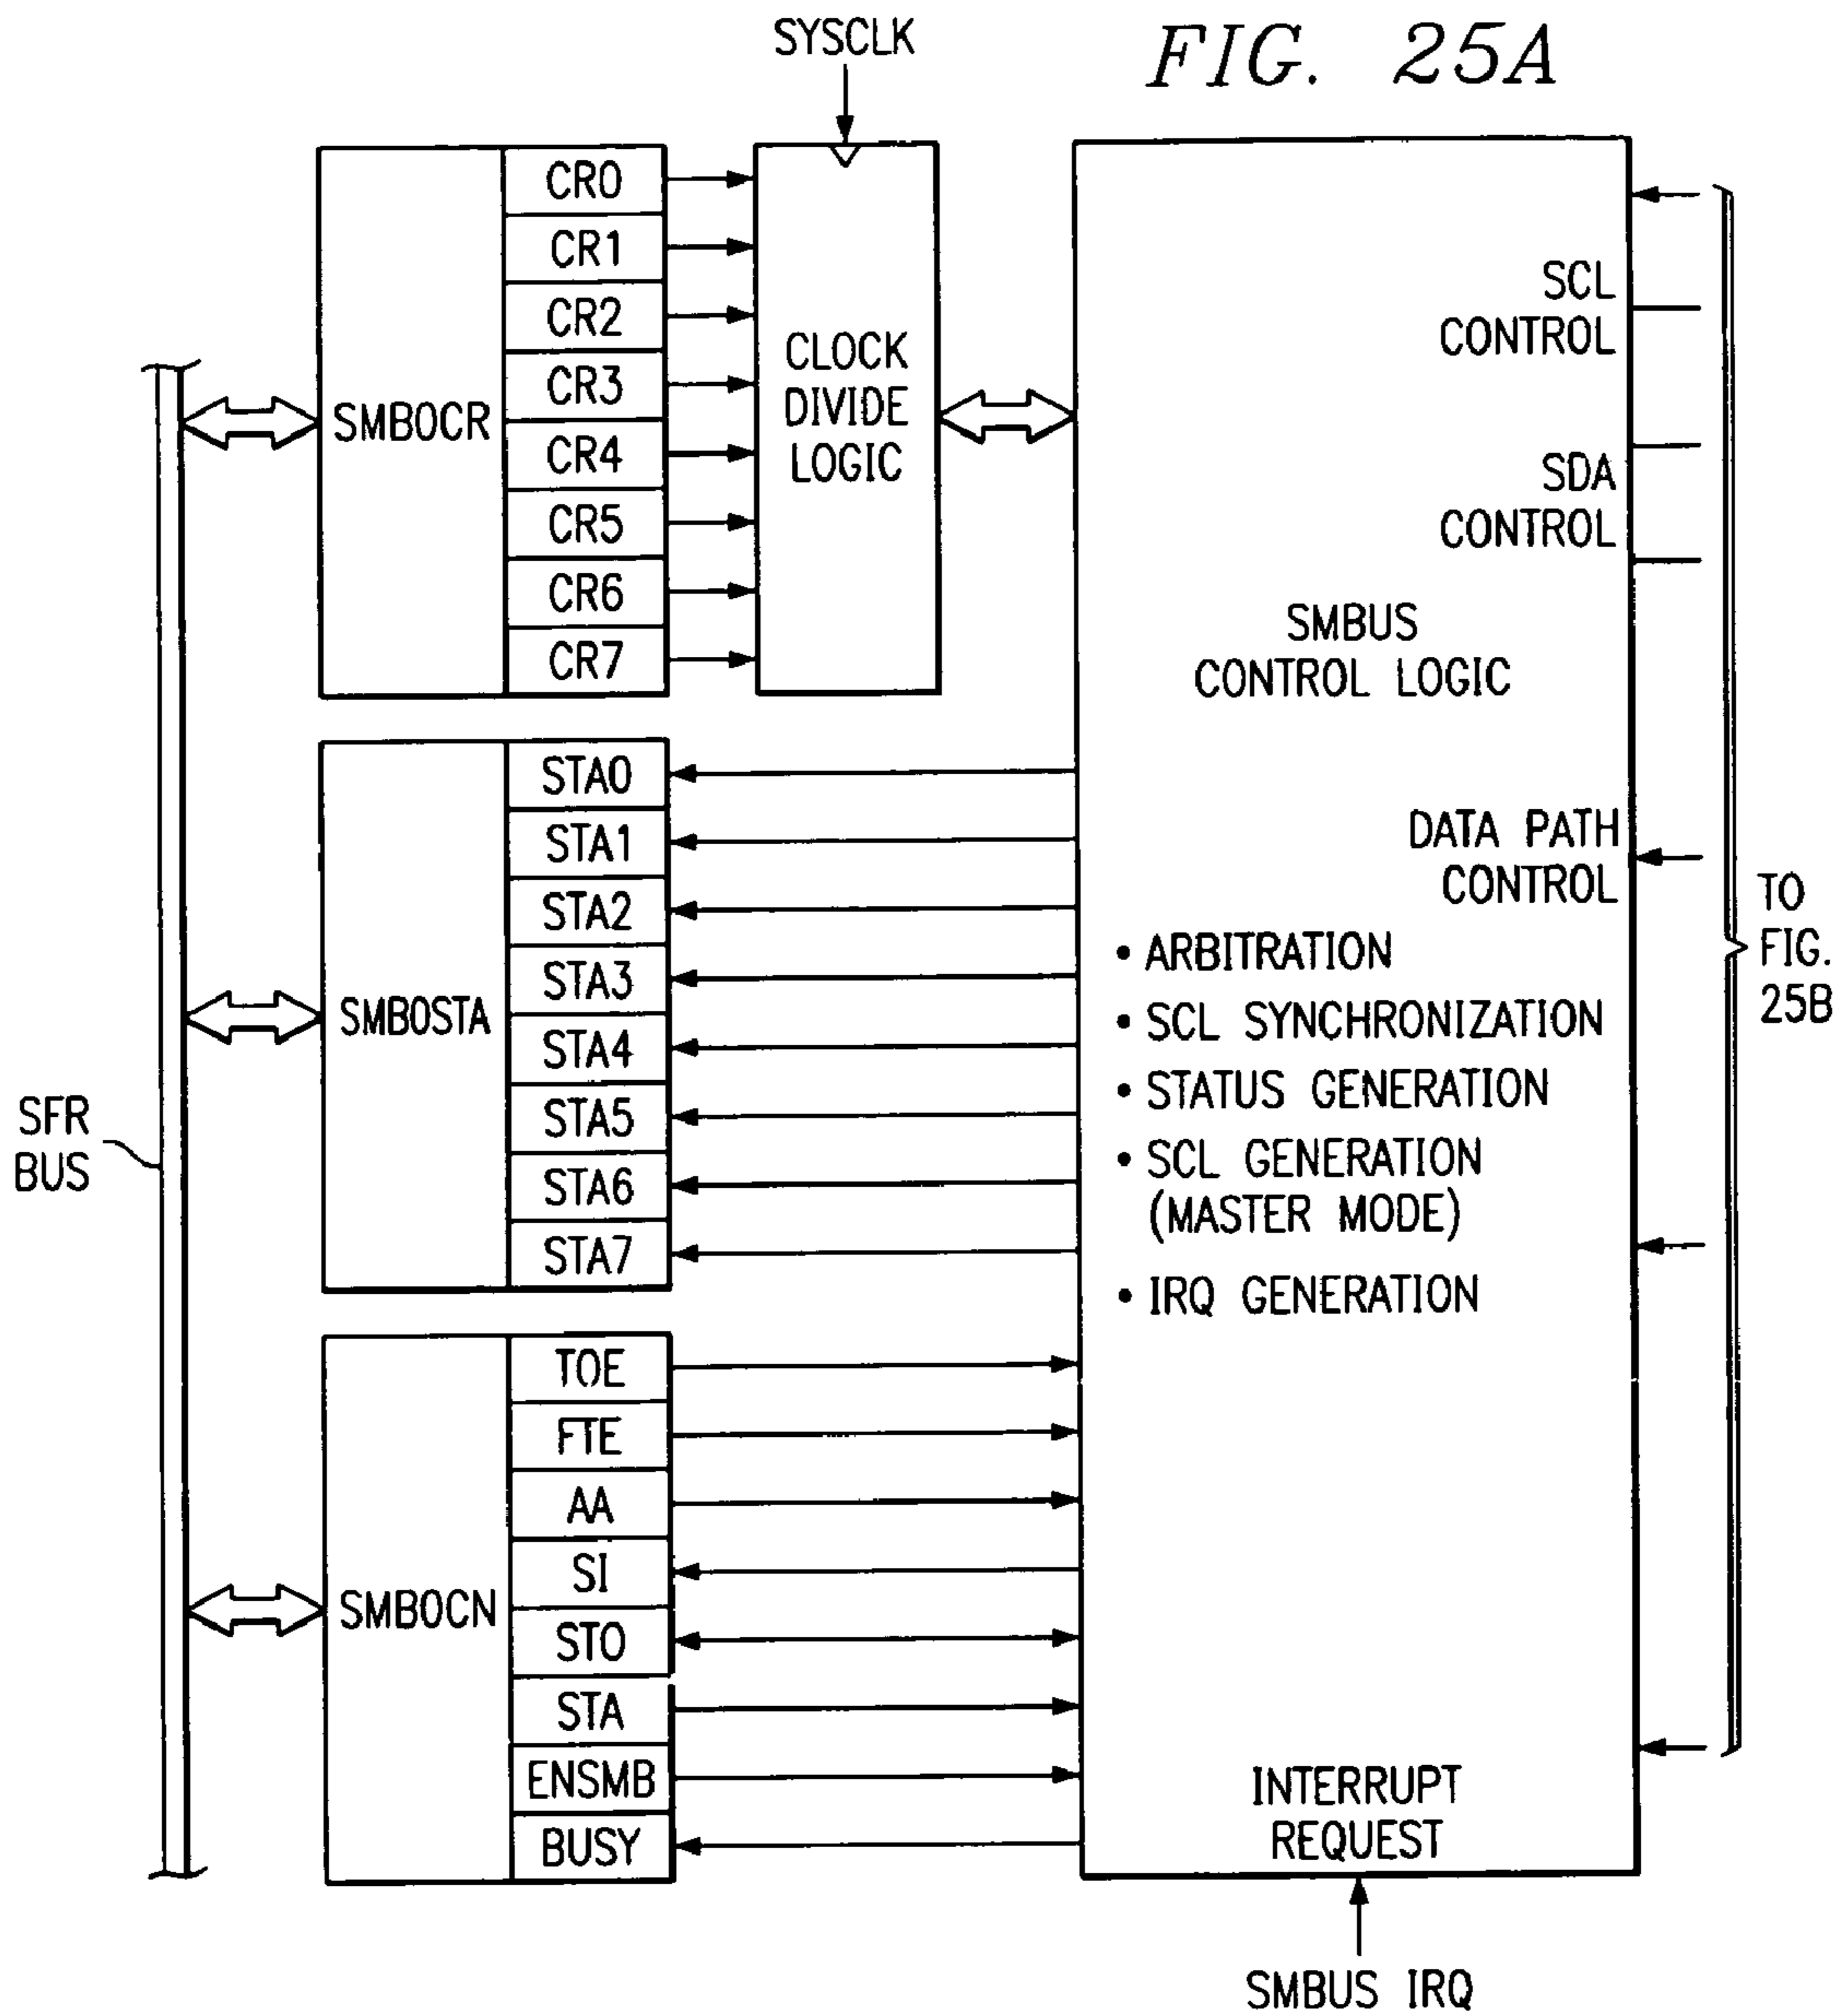 FIG. 25A
SYSCLK
SMB0CR
CR0
CR1
CR2
CR3
CR4
CR5
CR6
CR7
CLOCK
DIVIDE
LOGIC
SCL
CONTROL
SDA
CONTROL
SMBUS
CONTROL LOGIC
DATA PATH
CONTROL
• ARBITRATION
• SCL SYNCHRONIZATION
• STATUS GENERATION
• SCL GENERATION
(MASTER MODE)
• IRQ GENERATION
INTERRUPT
REQUEST
SMB0STA
STA0
STA1
STA2
STA3
STA4
STA5
STA6
STA7
SFR
BUS
SMB0CN
TOE
FTE
AA
SI
STO
STA
ENSMB
BUSY
TO
FIG.
25B
SMBUS IRQ